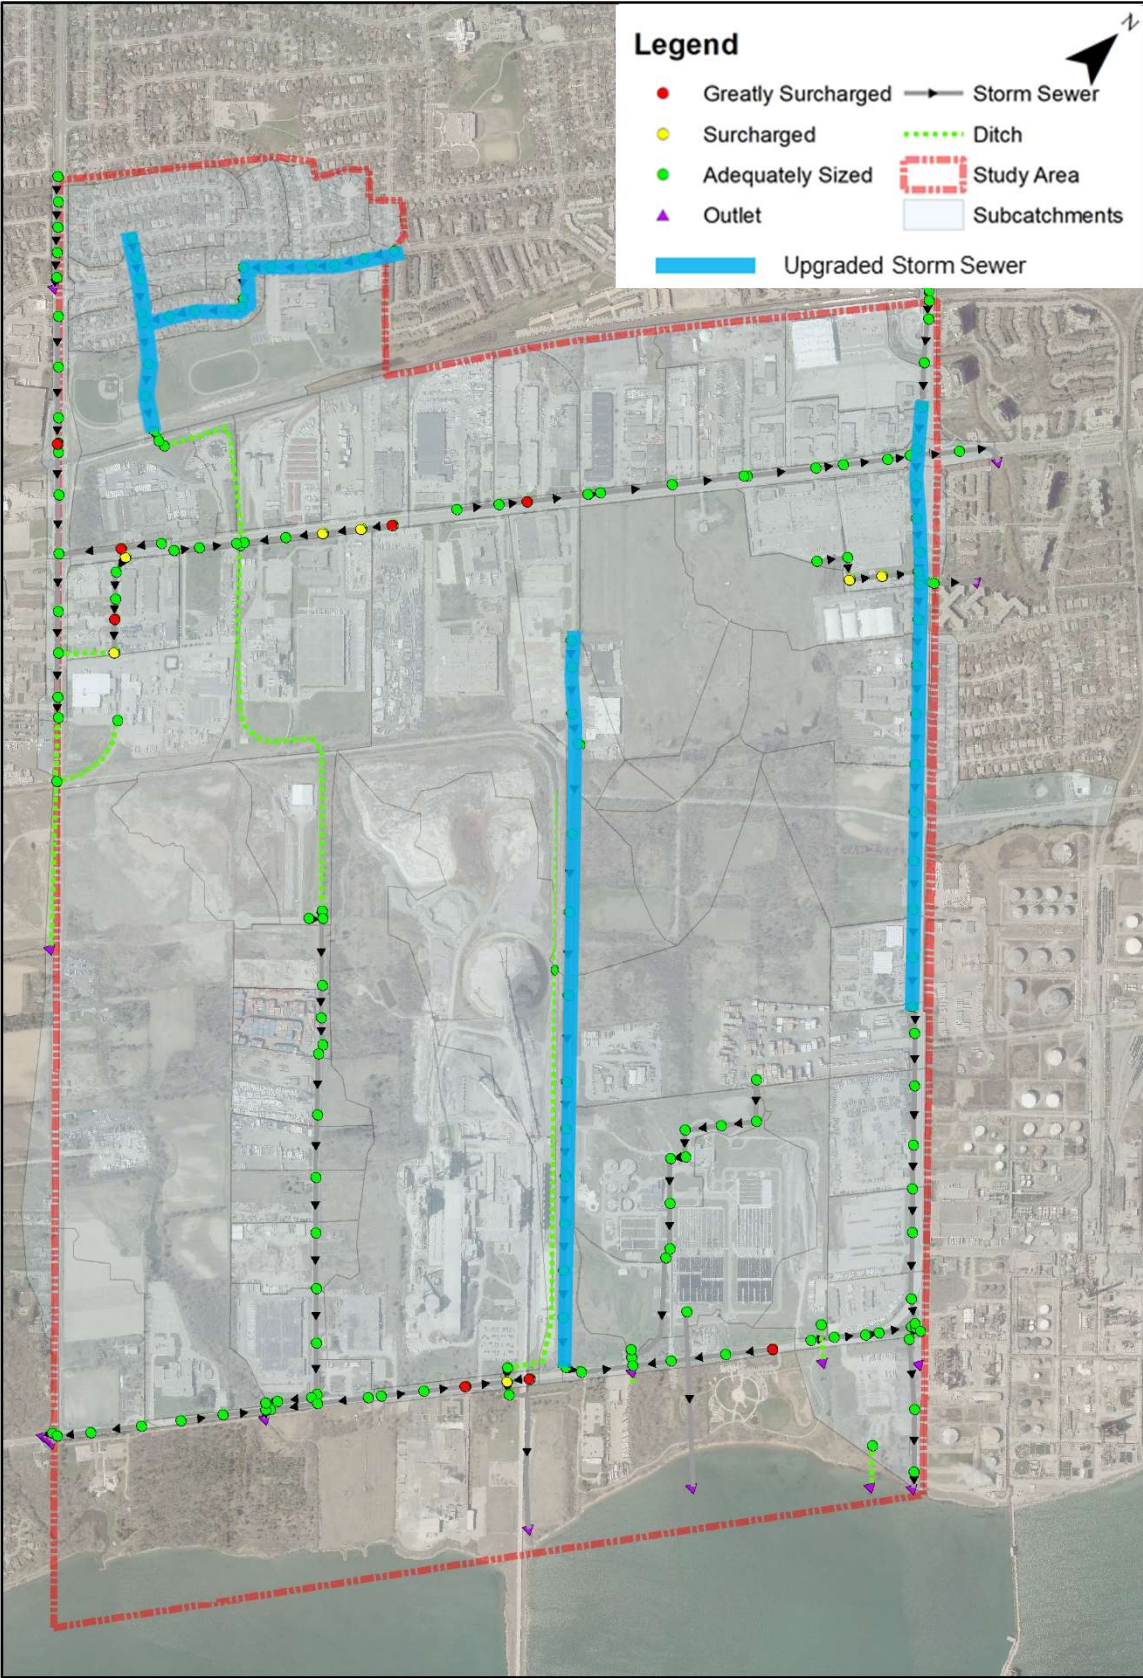 N
Legend
Greatly Surcharged
Storm Sewer
Surcharged
Ditch
Adequately Sized
Study Area
Outlet
Subcatchments
Upgraded Storm Sewer